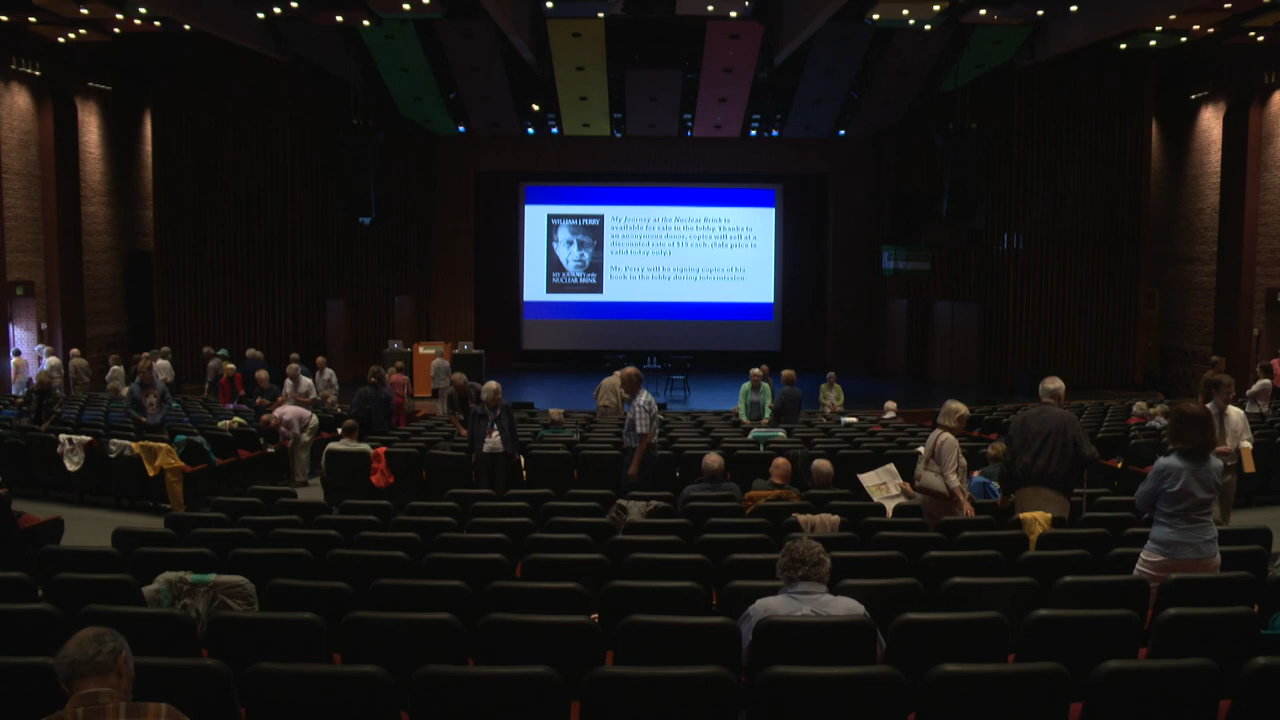 WILLIAM J. PERRY
MY JOURNEY at the
NUCLEAR BRINK
My Journey at the Nuclear Brink is
available for sale in the lobby. Thanks to
an anonymous donor, copies will sell at a
discounted rate of $15 each. (Sale price is
valid today only.)
Mr. Perry will be signing copies of his
book in the lobby during intermission.